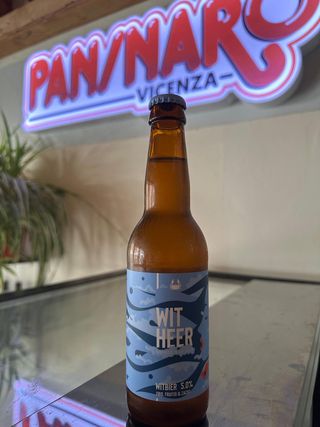 PANINARO
VICENZA
WIT
HEER
WITBIER 5.0%